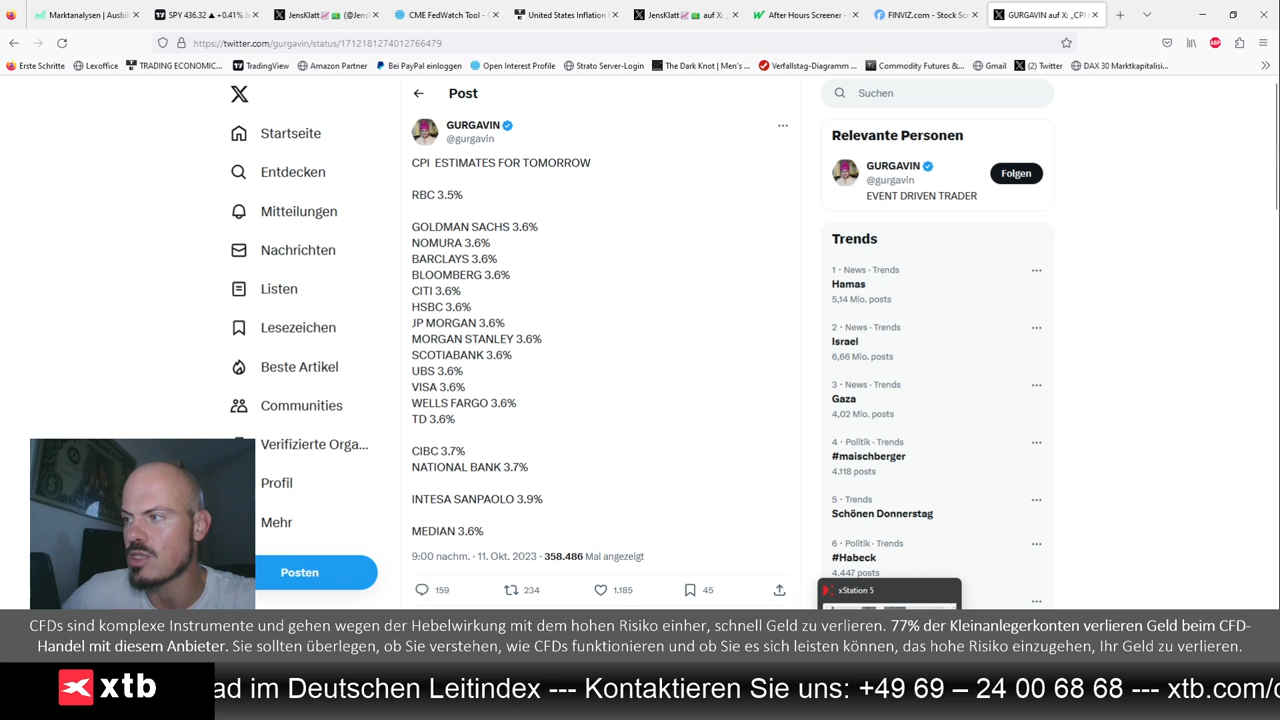 Marktanalysen | Ausbil
SPY 436.32 ▲ +0.41%
JensKlatt
CME FedWatch Tool - C
United States Inflation
JensKlatt auf X:
After Hours Screener -
FINVIZ.com - Stock Scr
GURGAVIN auf X: „CPI
https://twitter.com/gurgavin/status/1712181274012766479
Erste Schritte
Lexoffice
TRADING ECONOMIC...
TradingView
Amazon Partner
Bei PayPal einloggen
Open Interest Profile
Strato Server-Login
The Dark Knot | Men's ...
Verfallstag-Diagramm ...
Commodity Futures &...
Gmail
(2) Twitter
DAX 30 Marktkapitalisi...
Startseite
Entdecken
Mitteilungen
Nachrichten
Listen
Lesezeichen
Beste Artikel
Communities
Verifizierte Orga...
Profil
Mehr
Posten
Post
GURGAVIN
@gurgavin
CPI ESTIMATES FOR TOMORROW
RBC 3.5%
GOLDMAN SACHS 3.6%
NOMURA 3.6%
BARCLAYS 3.6%
BLOOMBERG 3.6%
CITI 3.6%
HSBC 3.6%
JP MORGAN 3.6%
MORGAN STANLEY 3.6%
SCOTIABANK 3.6%
UBS 3.6%
VISA 3.6%
WELLS FARGO 3.6%
TD 3.6%
CIBC 3.7%
NATIONAL BANK 3.7%
INTESA SANPAOLO 3.9%
MEDIAN 3.6%
9:00 nachm. · 11. Okt. 2023 · 358.486 Mal angezeigt
159
234
1.185
45
Suchen
Relevante Personen
GURGAVIN
@gurgavin
Folgen
EVENT DRIVEN TRADER
Trends
1 · News · Trends
Hamas
5,14 Mio. posts
2 · News · Trends
Israel
6,66 Mio. posts
3 · News · Trends
Gaza
4,02 Mio. posts
4 · Politik · Trends
#maischberger
4.118 posts
5 · Trends
Schönen Donnerstag
6 · Politik · Trends
#Habeck
4.447 posts
xStation 5
CFDs sind komplexe Instrumente und gehen wegen der Hebelwirkung mit dem hohen Risiko einher, schnell Geld zu verlieren. 77% der Kleinanlegerkonten verlieren Geld beim CFD-
Handel mit diesem Anbieter. Sie sollten überlegen, ob Sie verstehen, wie CFDs funktionieren und ob Sie es sich leisten können, das hohe Risiko einzugehen, Ihr Geld zu verlieren.
xtb
ad im Deutschen Leitindex --- Kontaktieren Sie uns: +49 69 – 24 00 68 68 --- xtb.com/